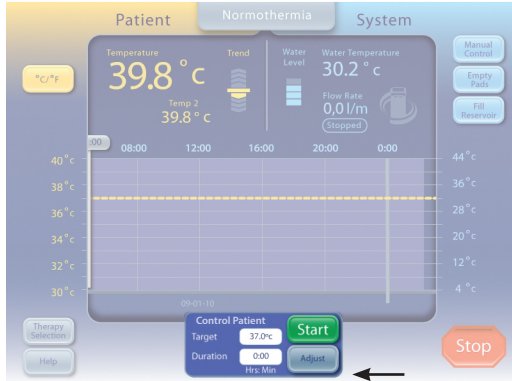 Patient
Normothermia
System
°C/°F
Temperature
39.8°c
Trend
Temp 2
39.8°c
Water
Level
Water Temperature
30.2°c
Flow Rate
0,0 l/m
Stopped
Manual
Control
Empty
Pads
Fill
Reservoir
:00
08:00
12:00
16:00
20:00
0:00
40°c
38°c
36°c
34°c
32°c
30°c
44°c
36°c
28°c
20°c
12°c
4°c
09-01-10
Therapy
Selection
Help
Control Patient
Target
37.0°c
Start
Duration
0:00
Adjust
Hrs: Min
Stop